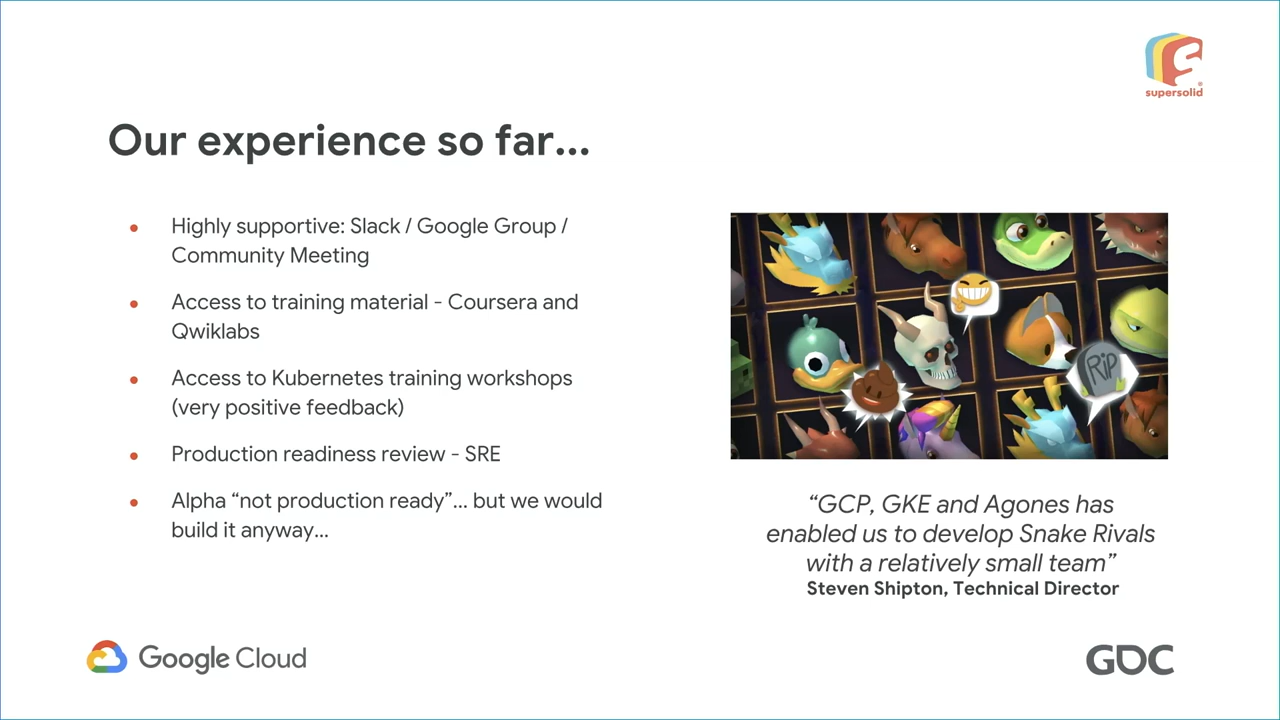 supersolid
Our experience so far...
• Highly supportive: Slack / Google Group /
Community Meeting
• Access to training material - Coursera and
Qwiklabs
• Access to Kubernetes training workshops
(very positive feedback)
• Production readiness review - SRE
• Alpha “not production ready”... but we would
build it anyway...
RIP
“GCP, GKE and Agones has
enabled us to develop Snake Rivals
with a relatively small team”
Steven Shipton, Technical Director
Google Cloud
GDC